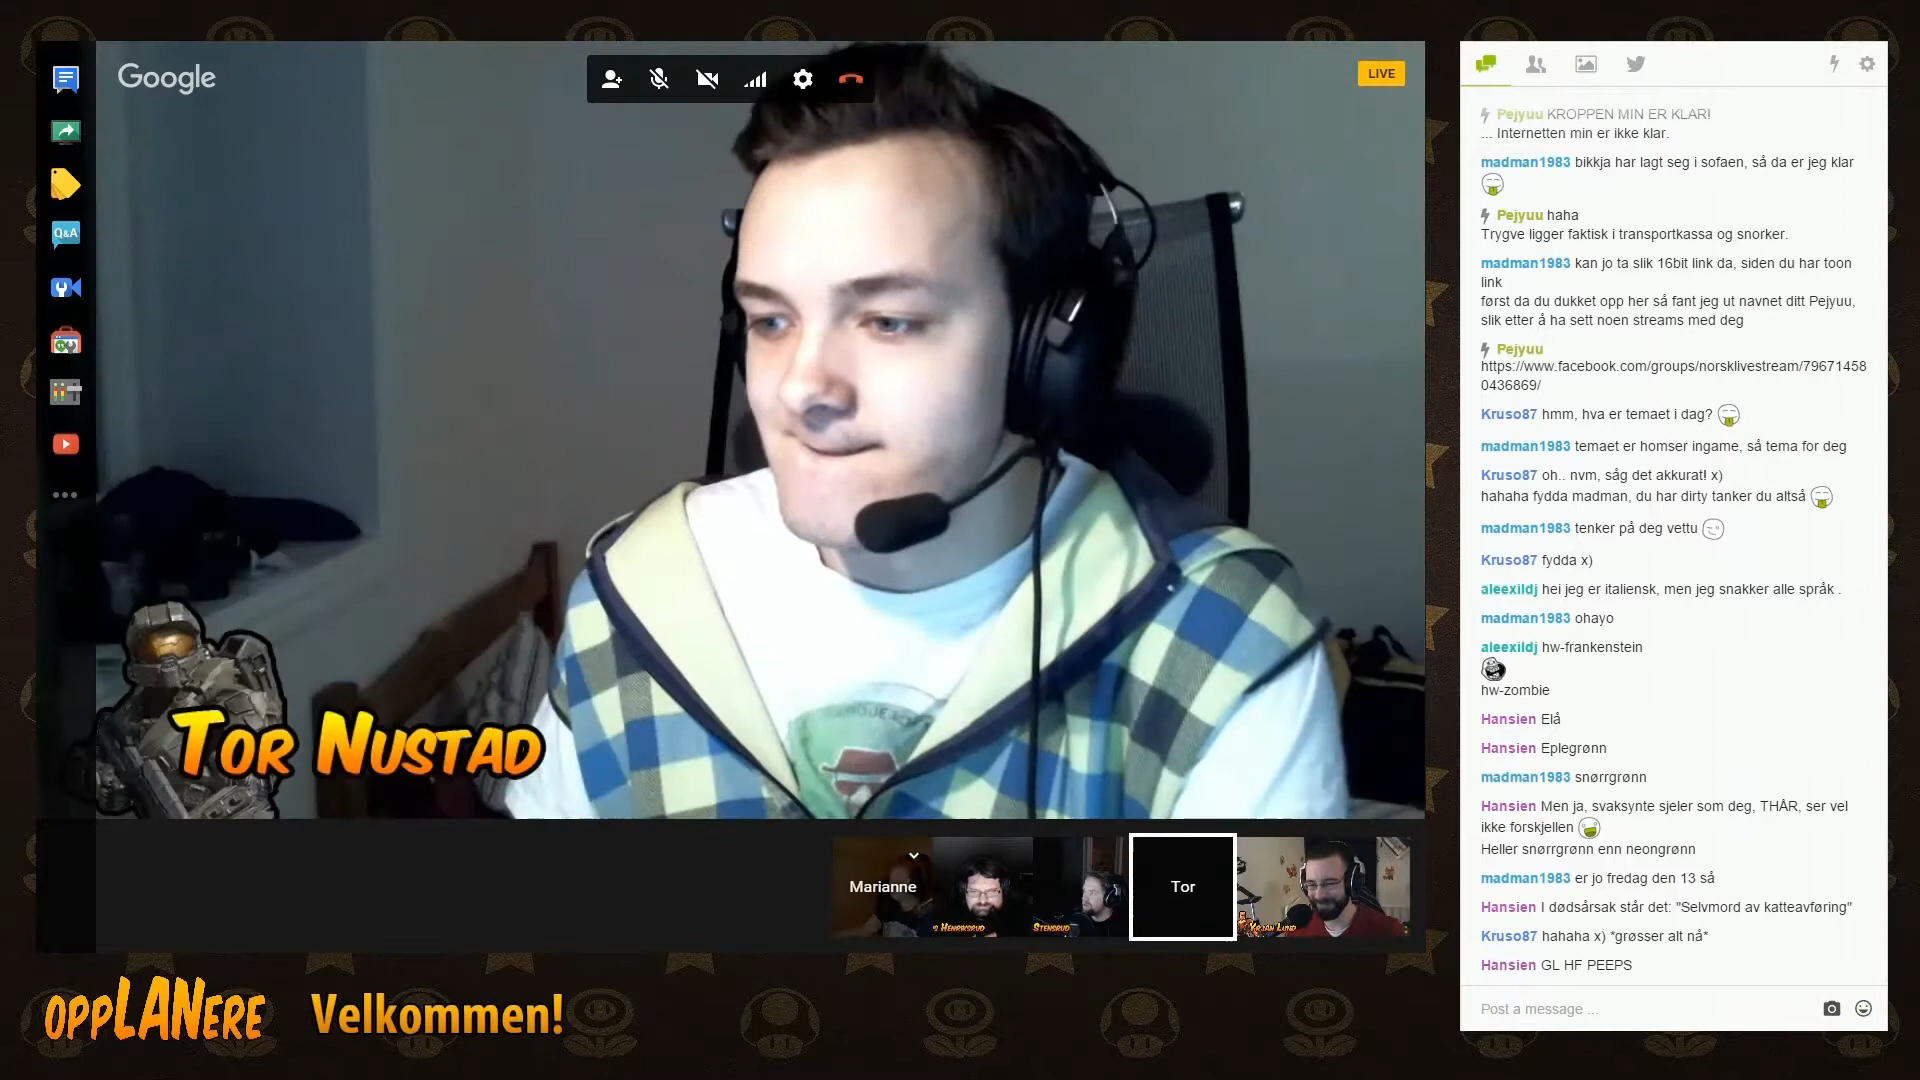 Google
LIVE
Q&A
TOR NUSTAD
Marianne
S HENRIKSRUD
STENSRUD
Tor
YRJAN LUND
OPPLANERE
Velkommen!
Pejyuu KROPPEN MIN ER KLAR!
... Internetten min er ikke klar.
madman1983 bikkja har lagt seg i sofaen, så da er jeg klar
Pejyuu haha
Trygve ligger faktisk i transportkassa og snorker.
madman1983 kan jo ta slik 16bit link da, siden du har toon
link
først da du dukket opp her så fant jeg ut navnet ditt Pejyuu,
slik etter å ha sett noen streams med deg
Pejyuu
https://www.facebook.com/groups/norsklivestream/79671458
0436869/
Kruso87 hmm, hva er temaet i dag?
madman1983 temaet er homser ingame, så tema for deg
Kruso87 oh.. nvm, såg det akkurat! x)
hahaha fydda madman, du har dirty tanker du altså
madman1983 tenker på deg vettu
Kruso87 fydda x)
aleexildj hei jeg er italiensk, men jeg snakker alle språk .
madman1983 ohayo
aleexildj hw-frankenstein
hw-zombie
Hansien Elå
Hansien Eplegrønn
madman1983 snørrgrønn
Hansien Men ja, svaksynte sjeler som deg, THÅR, ser vel
ikke forskjellen
Heller snørrgrønn enn neongrønn
madman1983 er jo fredag den 13 så
Hansien I dødsårsak står det: "Selvmord av katteavføring"
Kruso87 hahaha x) *grøsser alt nå*
Hansien GL HF PEEPS
Post a message ...